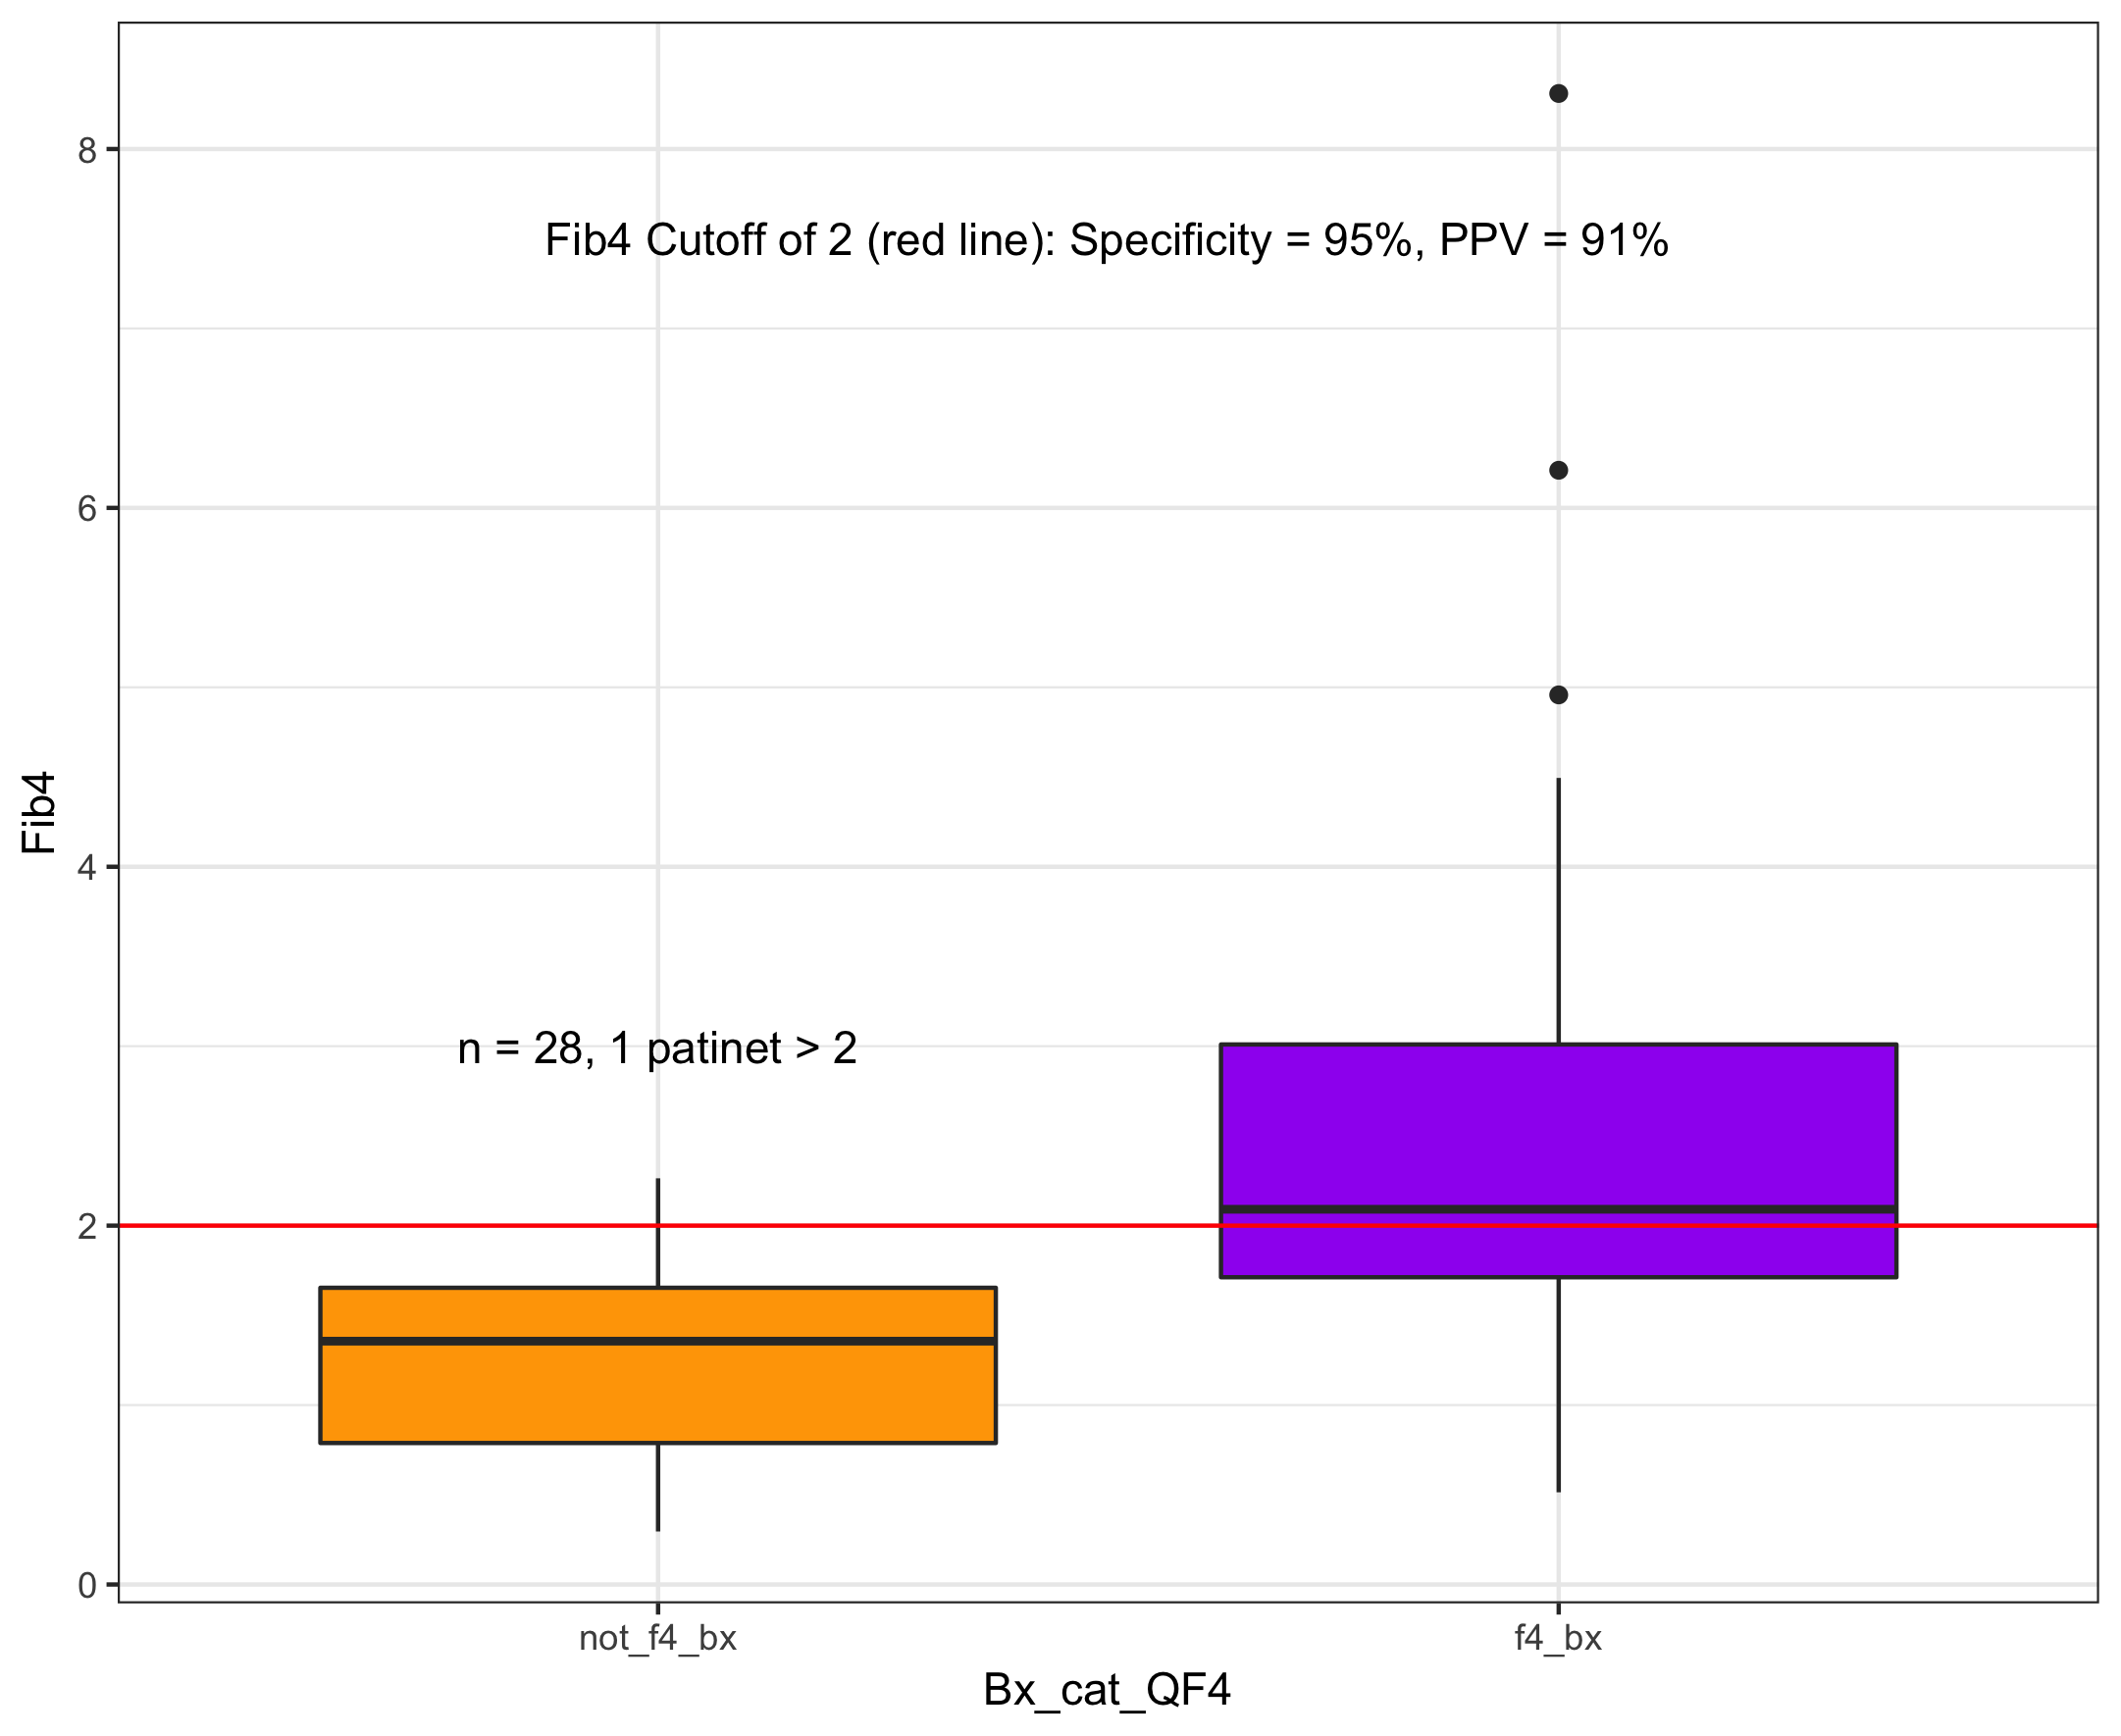 8
Fib4 Cutoff of 2 (red line): Specificity = 95%, PPV = 91%
6
Fib4
4
n = 28, 1 patinet > 2
2
0
not_f4_bx
f4_bx
Bx_cat_QF4